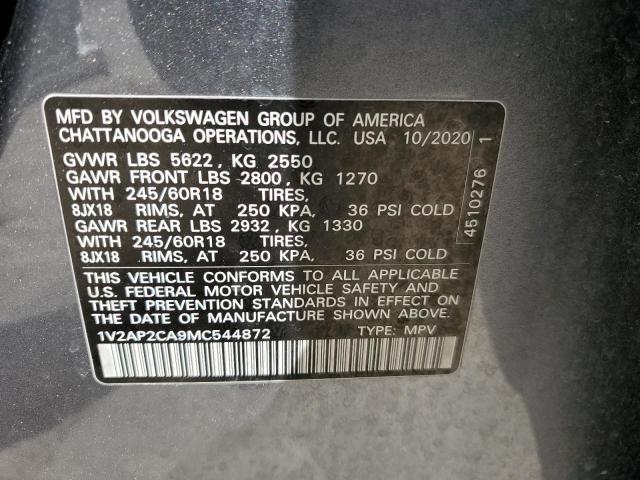 MFD BY VOLKSWAGEN GROUP OF AMERICA
CHATTANOOGA OPERATIONS, LLC. USA 10/2020
GVWR LBS 5622, KG 2550
GAWR FRONT LBS 2800, KG 1270
WITH 245/60R18 TIRES,
8JX18 RIMS, AT 250 KPA, 36 PSI COLD
GAWR REAR LBS 2932, KG 1330
WITH 245/60R18 TIRES,
8JX18 RIMS, AT 250 KPA, 36 PSI COLD
THIS VEHICLE CONFORMS TO ALL APPLICABLE
U.S. FEDERAL MOTOR VEHICLE SAFETY AND
THEFT PREVENTION STANDARDS IN EFFECT ON
THE DATE OF MANUFACTURE SHOWN ABOVE.
1V2AP2CA9MC544872 TYPE: MPV
4510276 1